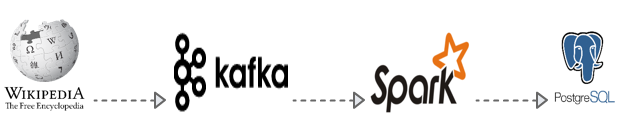 WIKIPEDIA
The Free Encyclopedia
kafka
Spark
PostgreSQL